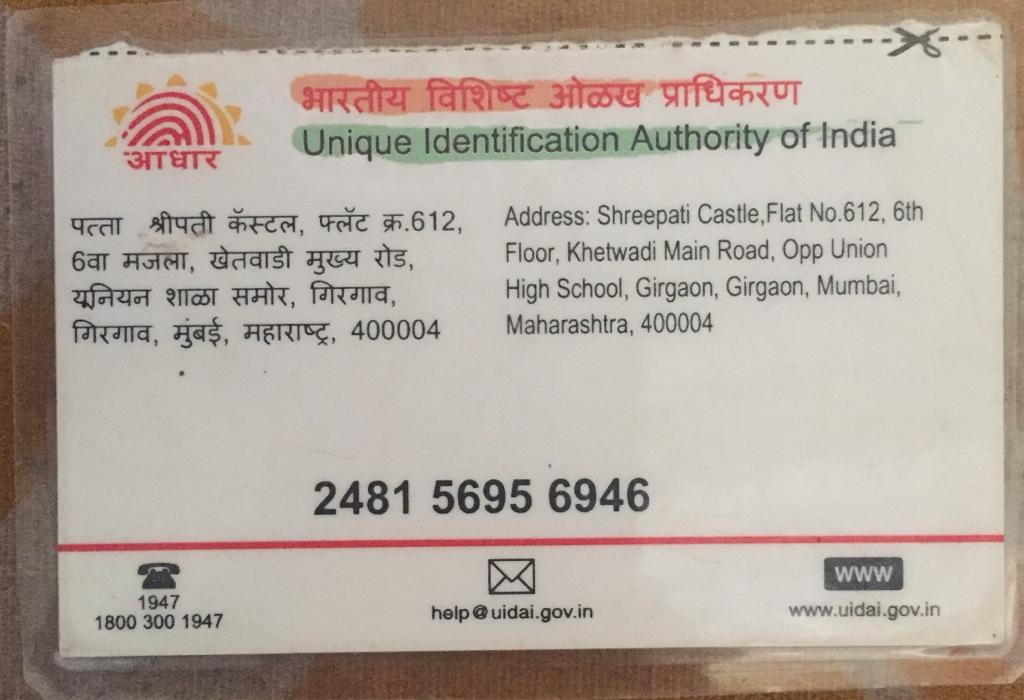 आधार
भारतीय विशिष्ट ओळख प्राधिकरण
Unique Identification Authority of India
पत्ता श्रीपती कॅस्टल, फ्लॅट क्र.612,
6वा मजला, खेतवाडी मुख्य रोड,
यूनियन शाळा समोर, गिरगाव,
गिरगाव, मुंबई, महाराष्ट्र, 400004
Address: Shreepati Castle,Flat No.612, 6th
Floor, Khetwadi Main Road, Opp Union
High School, Girgaon, Girgaon, Mumbai,
Maharashtra, 400004
2481 5695 6946
1947
1800 300 1947
help@uidai.gov.in
www
www.uidai.gov.in